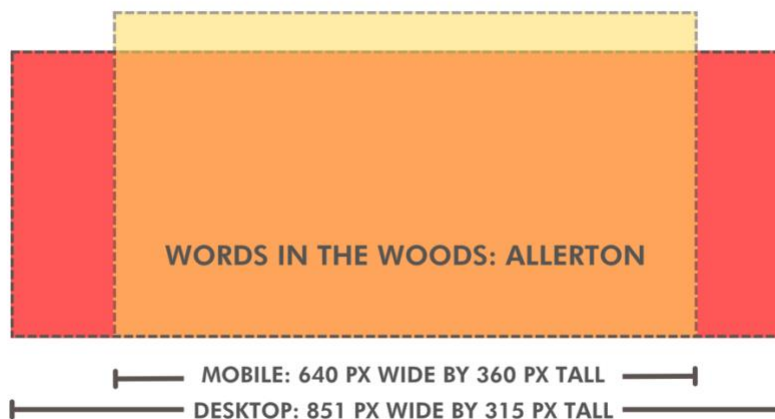 WORDS IN THE WOODS: ALLERTON
MOBILE: 640 PX WIDE BY 360 PX TALL
DESKTOP: 851 PX WIDE BY 315 PX TALL